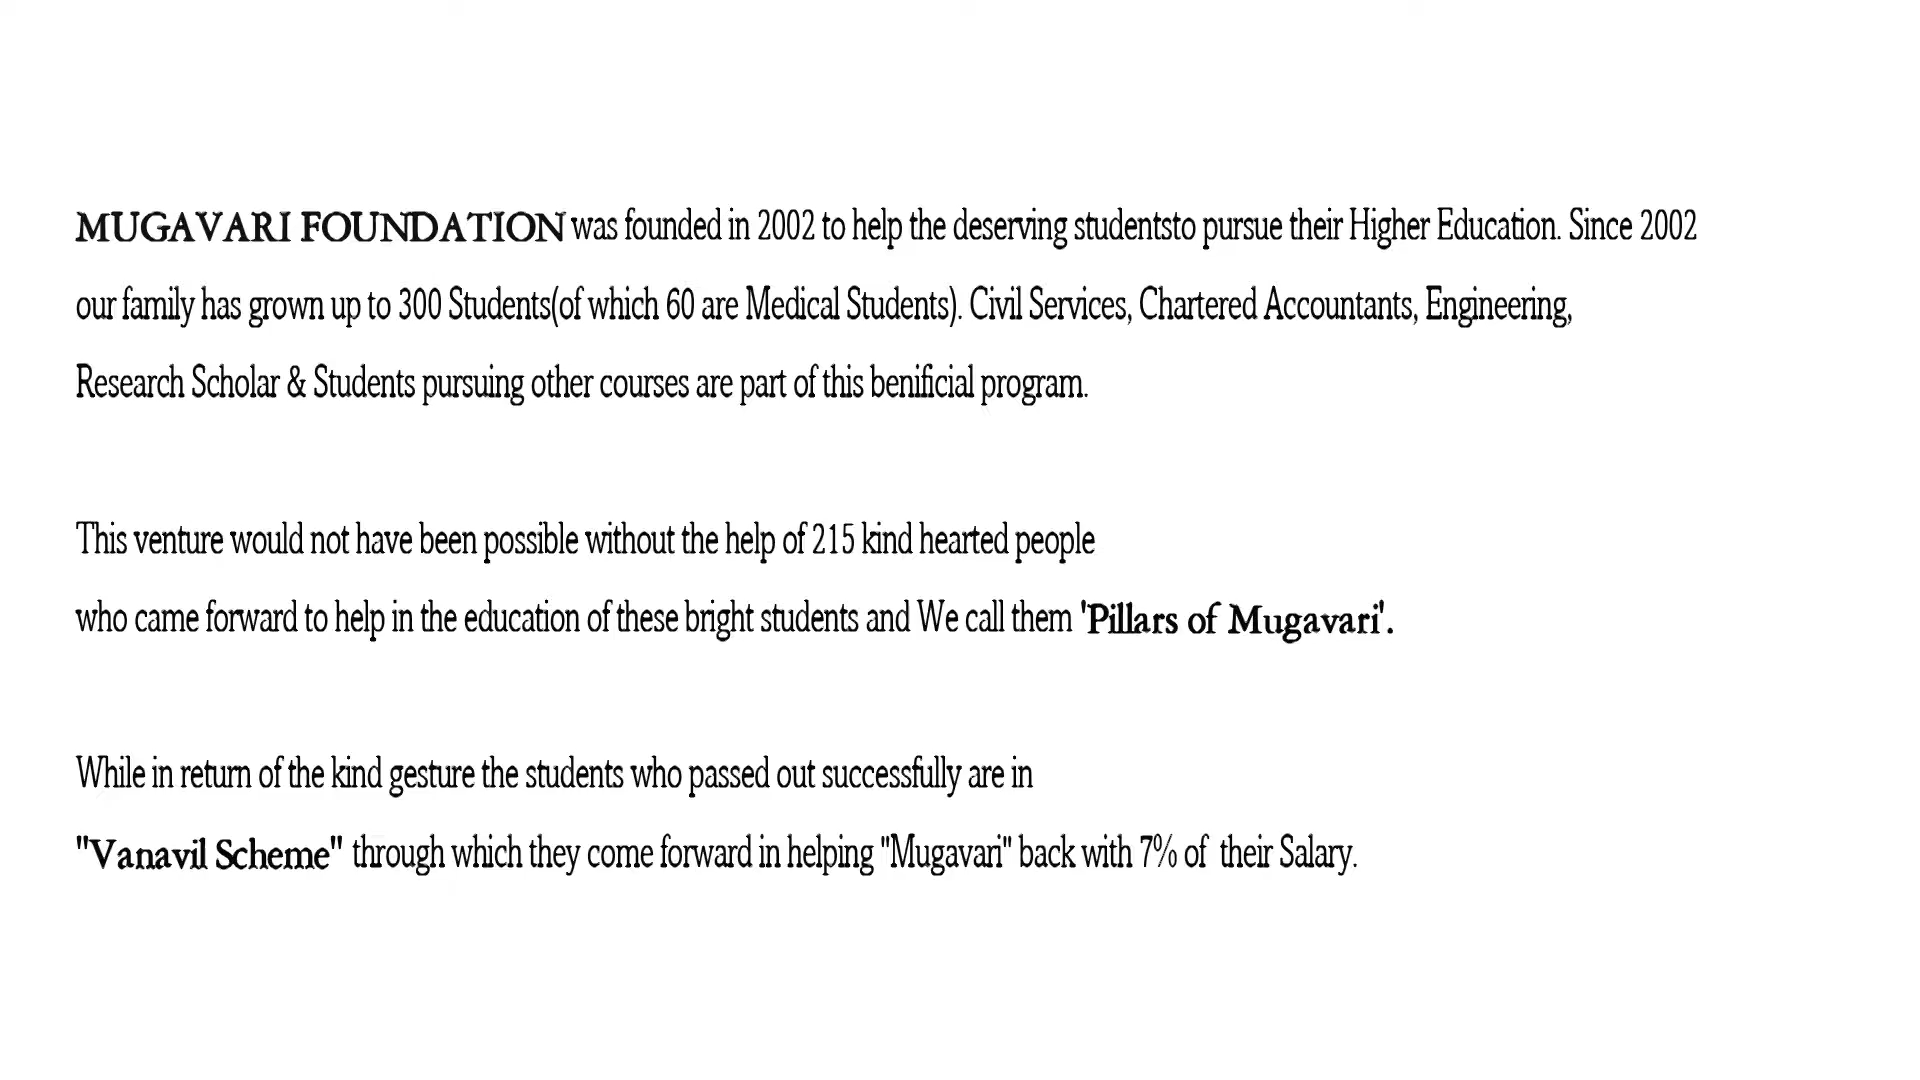 MUGAVARI FOUNDATION was founded in 2002 to help the deserving studentsto pursue their Higher Education. Since 2002
our family has grown up to 300 Students(of which 60 are Medical Students). Civil Services, Chartered Accountants, Engineering,
Research Scholar & Students pursuing other courses are part of this benificial program.
This venture would not have been possible without the help of 215 kind hearted people
who came forward to help in the education of these bright students and We call them 'Pillars of Mugavari'.
While in return of the kind gesture the students who passed out successfully are in
"Vanavil Scheme" through which they come forward in helping "Mugavari" back with 7% of  their Salary.